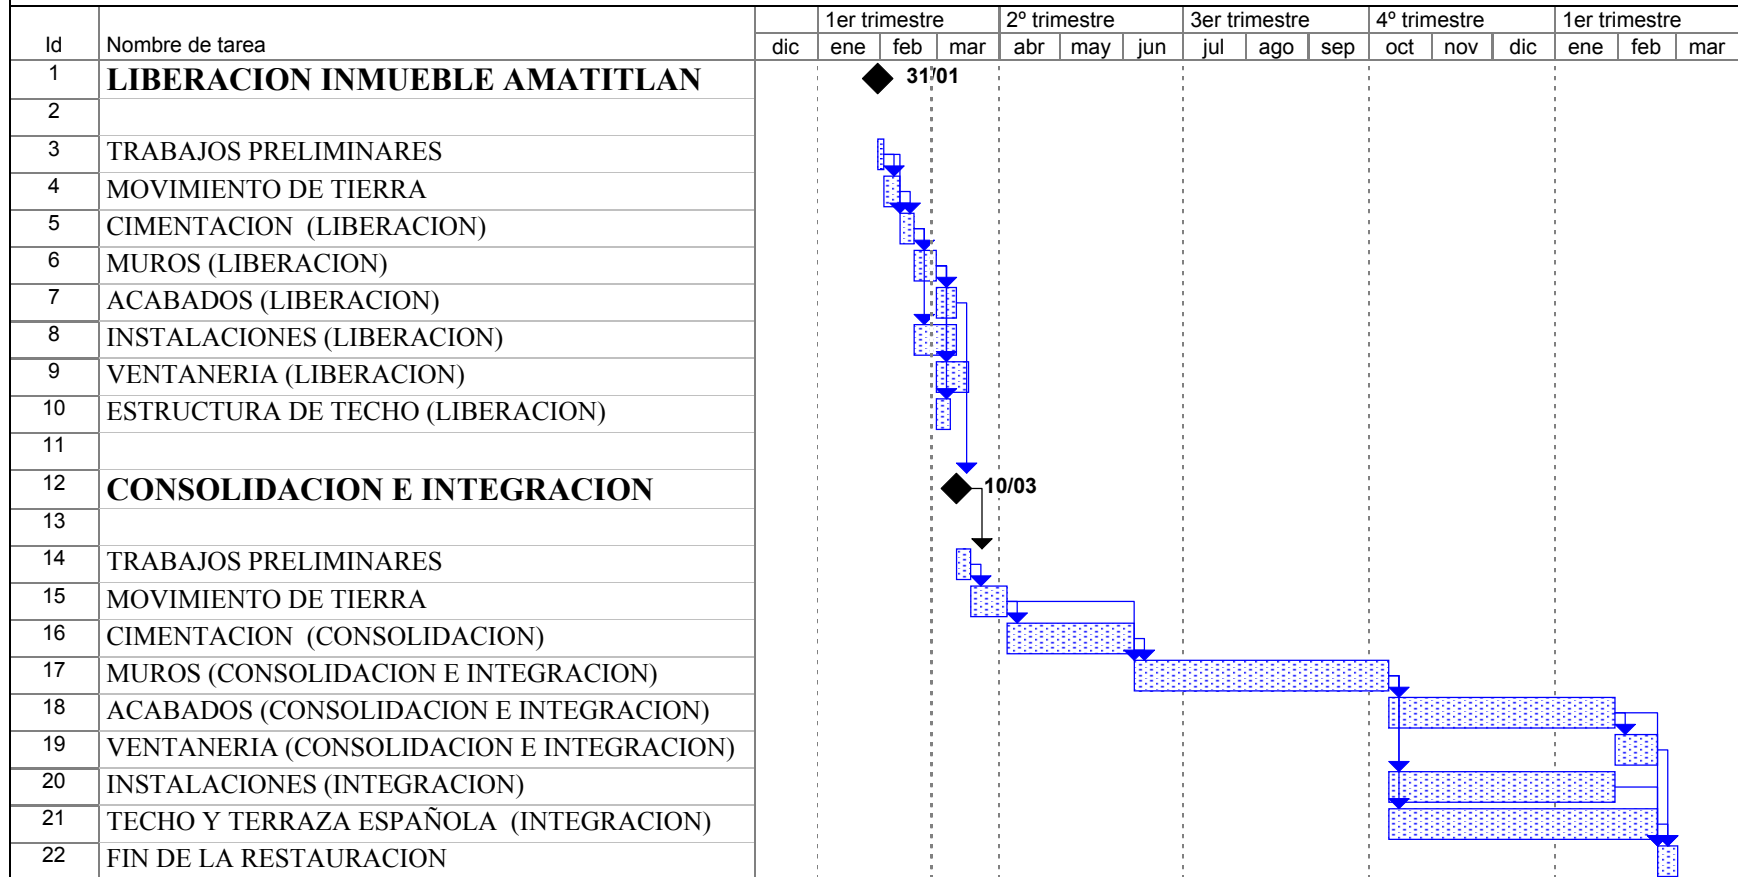 1er trimestre 2º trimestre 3er trimestre 4º trimestre 1er trimestre
Id Nombre de tarea dic ene feb mar abr may jun jul ago sep oct nov dic ene feb mar
1 LIBERACION INMUEBLE AMATITLAN 31/01
2
3 TRABAJOS PRELIMINARES
4 MOVIMIENTO DE TIERRA
5 CIMENTACION (LIBERACION)
6 MUROS (LIBERACION)
7 ACABADOS (LIBERACION)
8 INSTALACIONES (LIBERACION)
9 VENTANERIA (LIBERACION)
10 ESTRUCTURA DE TECHO (LIBERACION)
11
12 CONSOLIDACION E INTEGRACION 10/03
13
14 TRABAJOS PRELIMINARES
15 MOVIMIENTO DE TIERRA
16 CIMENTACION (CONSOLIDACION)
17 MUROS (CONSOLIDACION E INTEGRACION)
18 ACABADOS (CONSOLIDACION E INTEGRACION)
19 VENTANERIA (CONSOLIDACION E INTEGRACION)
20 INSTALACIONES (INTEGRACION)
21 TECHO Y TERRAZA ESPAÑOLA (INTEGRACION)
22 FIN DE LA RESTAURACION